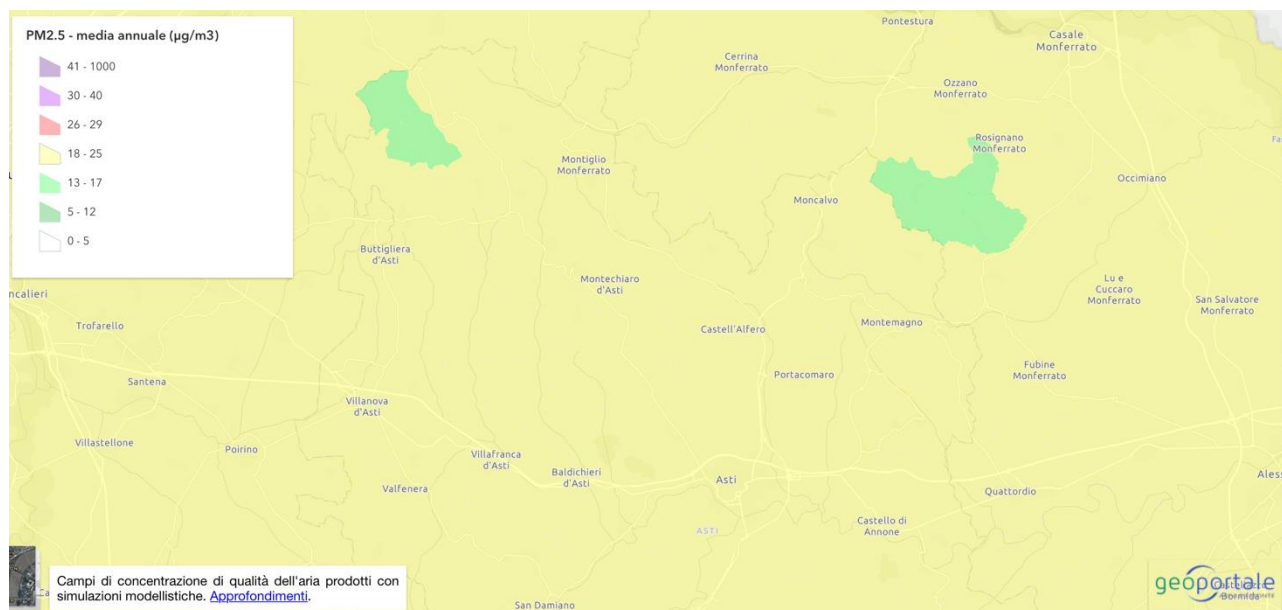 PM2.5 - media annuale (µg/m3)
41 - 1000
30 - 40
26 - 29
18 - 25
13 - 17
5 - 12
0 - 5
Pontestura
Casale
Monferrato
Cerrina
Monferrato
Ozzano
Monferrato
Rosignano
Monferrato
Montiglio
Monferrato
Occimiano
Moncalvo
Buttigliera
d'Asti
Montechiaro
d'Asti
Lu e
Cuccaro
Monferrato
San Salvatore
Monferrato
ncalieri
Trofarello
Castell'Alfero
Montemagno
Fubine
Monferrato
Portacomaro
Santena
Villanova
d'Asti
Villastellone
Poirino
Villafranca
d'Asti
Baldichieri
d'Asti
Asti
Aless
Valfenera
Quattordio
Castello di
Annone
ASTI
Campi di concentrazione di qualità dell'aria prodotti con
simulazioni modellistiche. Approfondimenti.
San Damiano
geoportale
Bormida